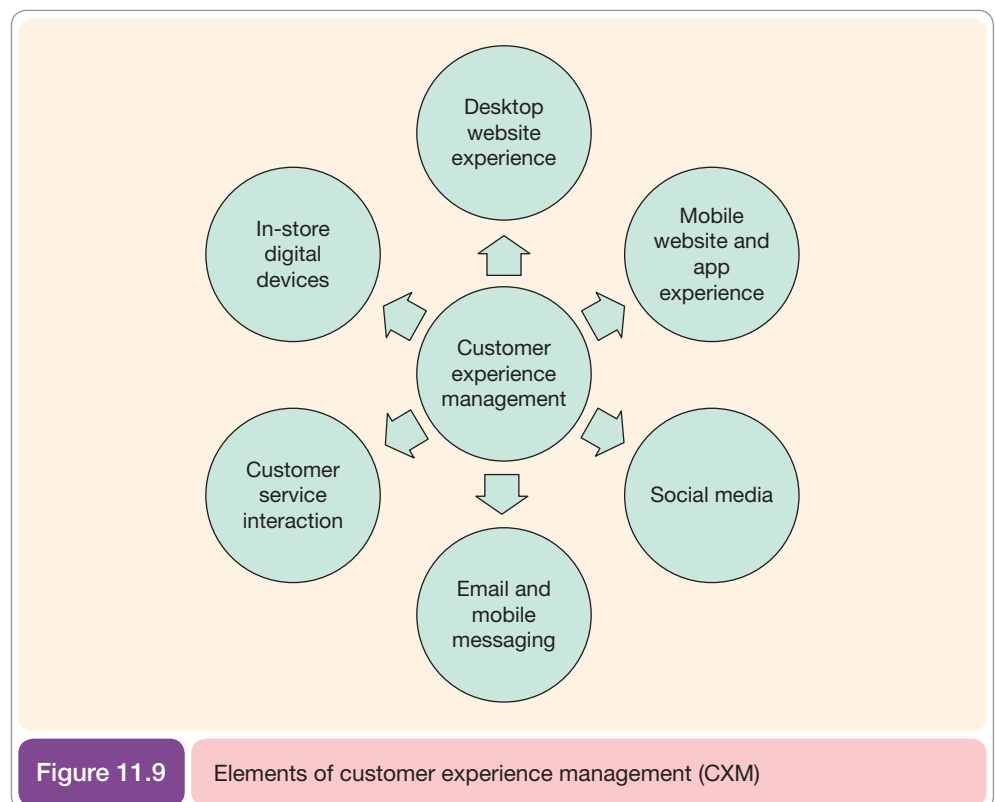 Desktop
website
experience
Mobile
website and
app
experience
Social media
Email and
mobile
messaging
Customer
service
interaction
In-store
digital
devices
Customer
experience
management
Figure 11.9
Elements of customer experience management (CXM)